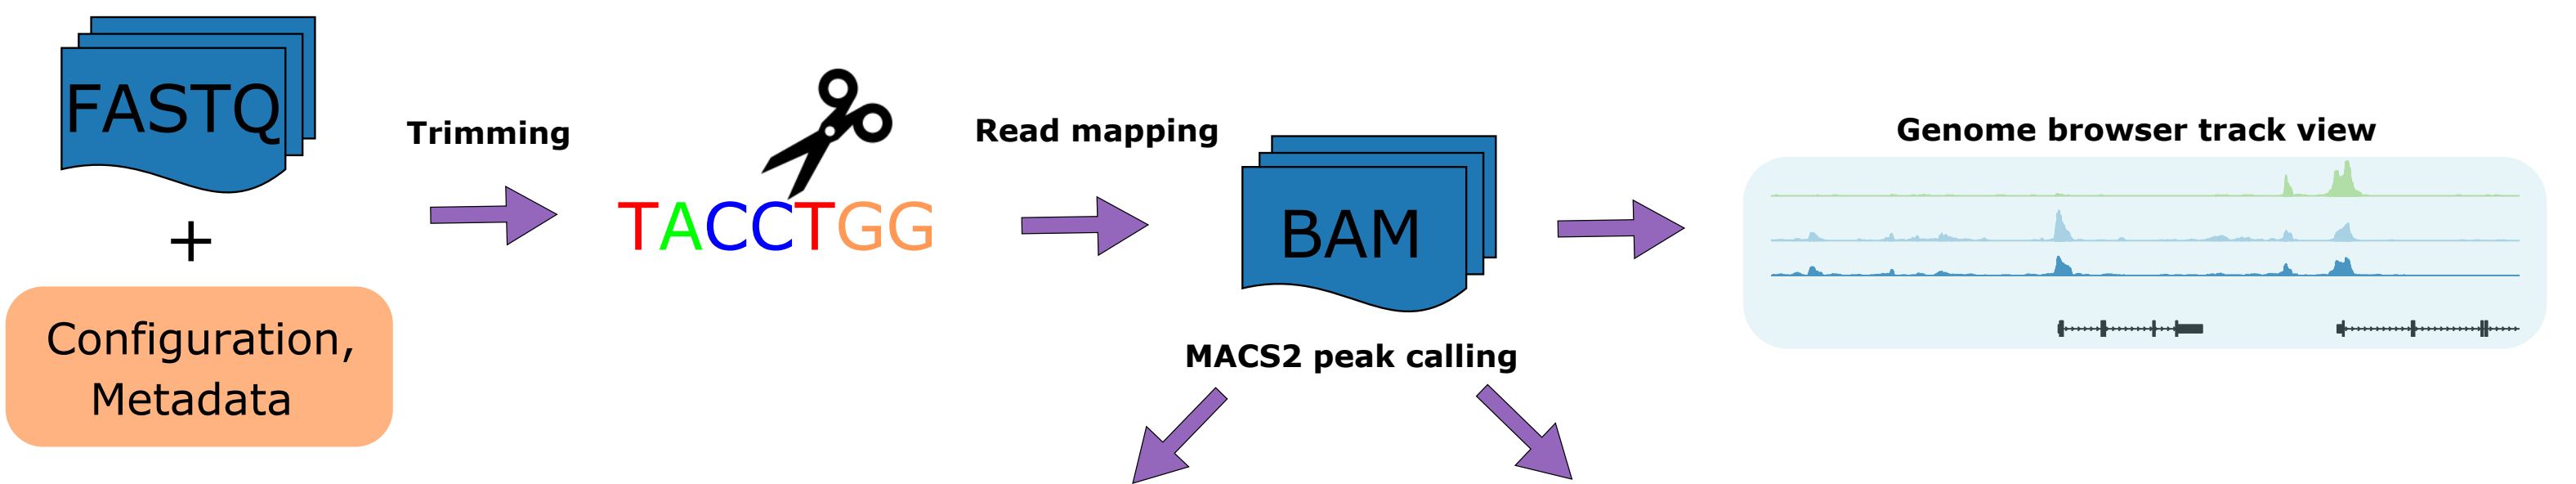 FASTQ
+
Configuration,
Metadata
Trimming
TACCTGG
Read mapping
BAM
MACS2 peak calling
Genome browser track view